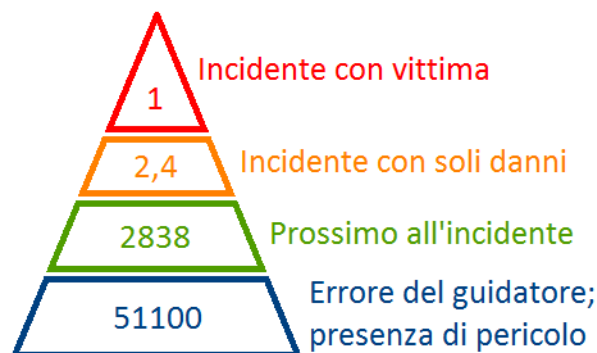 1
Incidente con vittima
2,4
Incidente con soli danni
2838
Prossimo all'incidente
51100
Errore del guidatore;
presenza di pericolo